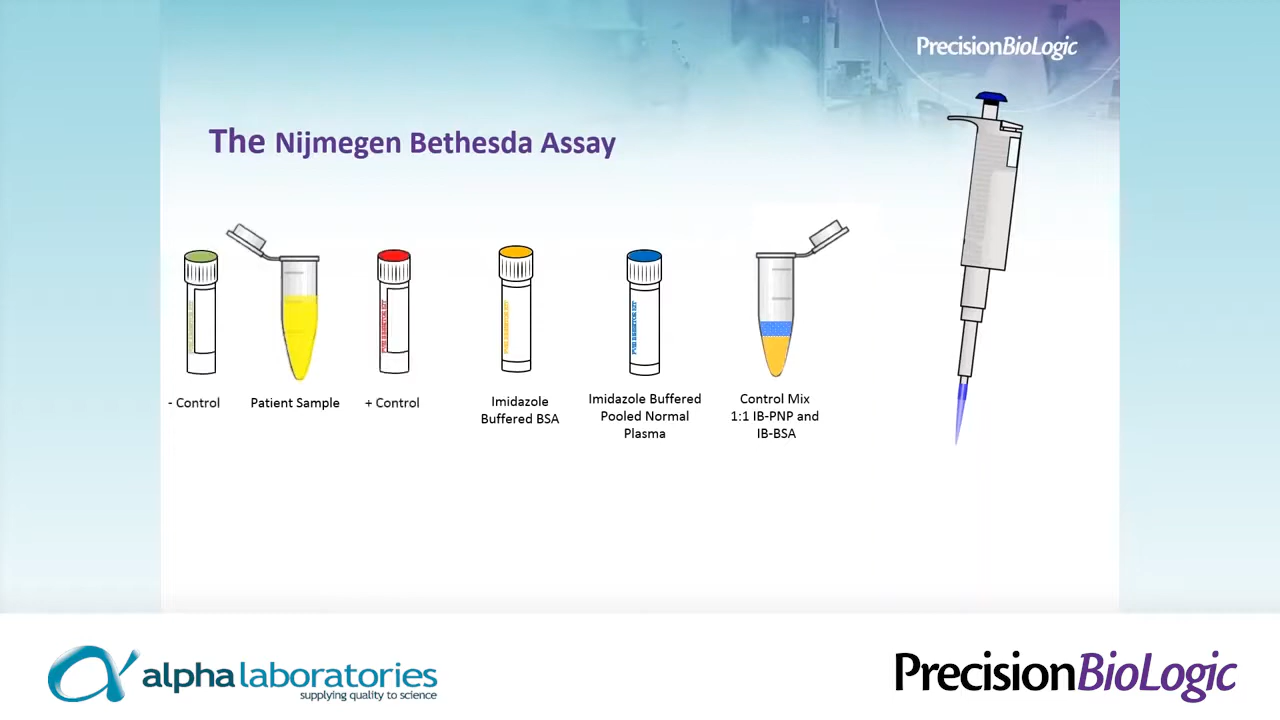 PrecisionBioLogic
The Nijmegen Bethesda Assay
- Control
Patient Sample
+ Control
Imidazole
Buffered BSA
Imidazole Buffered
Pooled Normal
Plasma
Control Mix
1:1 IB-PNP and
IB-BSA
alpha laboratories
supplying quality to science
PrecisionBioLogic